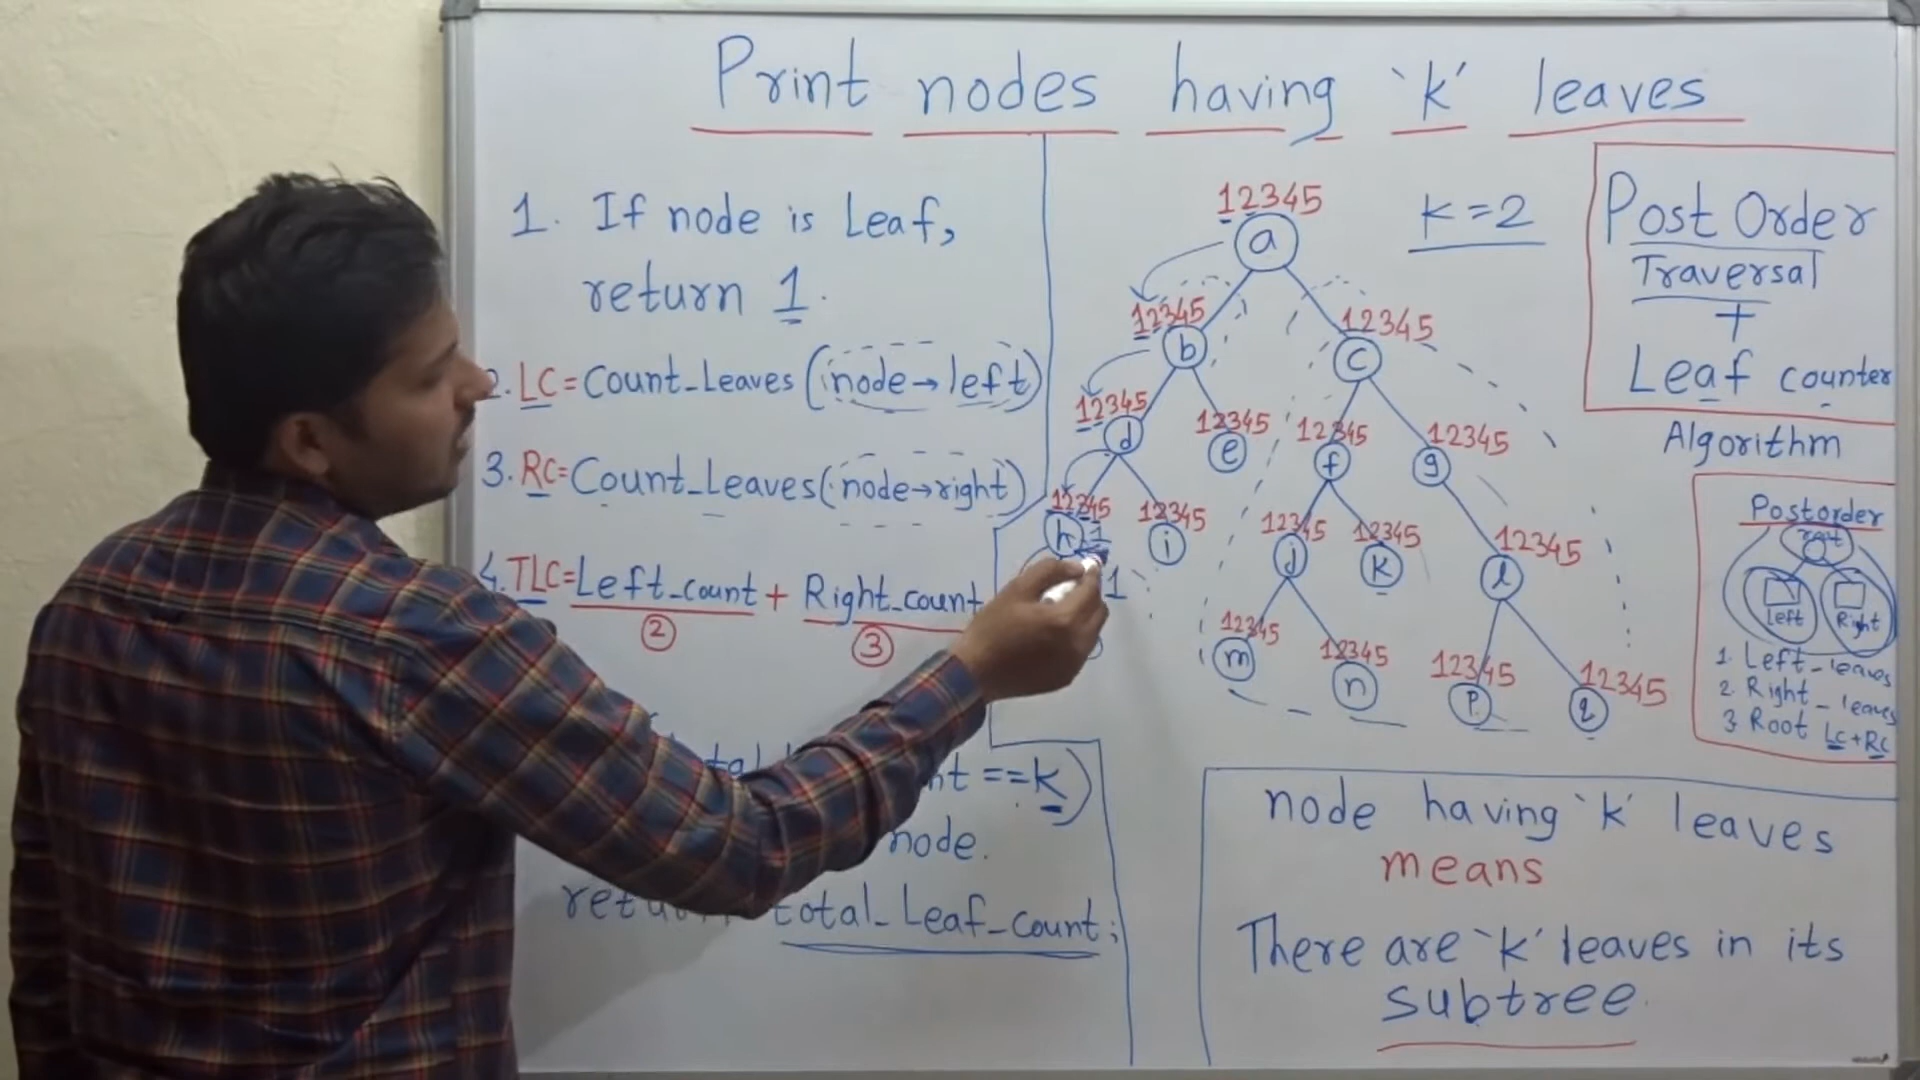 Print nodes having 'k' leaves
1. If node is Leaf,
return 1.
2. LC=Count_Leaves(node→left)
3. RC=Count_Leaves(node→right)
4. TLC=Left_count + Right_count
2 3
==k)
node.
total_Leaf_count;
K=2
12345
a
12345
b
12345
c
12345
d
12345
e
12345
f
12345
g
12345
h 1
12345
i
12345
j
12345
k
12345
l
1
12345
m
12345
n
12345
p
12345
q
Post Order
Traversal
+
Leaf counter
Algorithm
Postorder
root
Left Right
1. Left_leaves
2. Right_leaves
3. Root LC+RC
node having 'k' leaves
means
There are 'k' leaves in its
subtree.